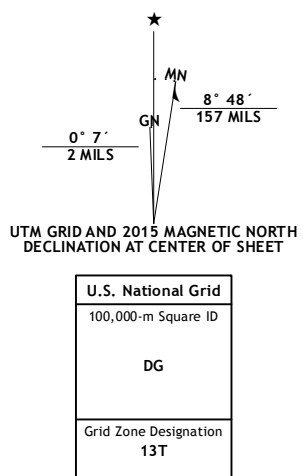 MN
GN
8° 48´
157 MILS
0° 7´
2 MILS
UTM GRID AND 2015 MAGNETIC NORTH
DECLINATION AT CENTER OF SHEET
U.S. National Grid
100,000-m Square ID
DG
Grid Zone Designation
13T